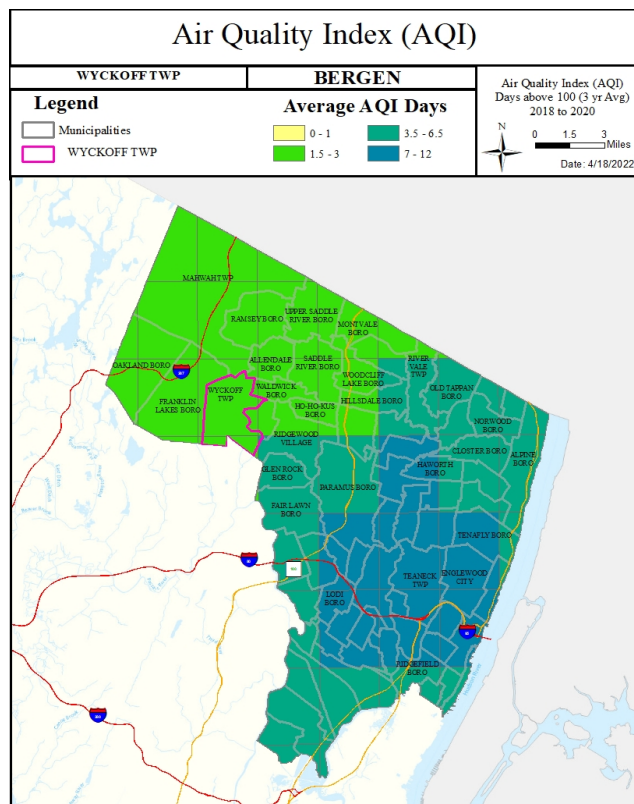 Air Quality Index (AQI)
WYCKOFF TWP
BERGEN
Legend
Municipalities
WYCKOFF TWP
Average AQI Days
0 - 1
1.5 - 3
3.5 - 6.5
7 - 12
Air Quality Index (AQI)
Days above 100 (3 yr Avg)
2018 to 2020
N
0 1.5 3
Miles
Date: 4/18/2022
MAHWAH TWP
RAMSEY BORO
UPPER SADDLE
RIVER BORO
MONTVALE
BORO
OAKLAND BORO
ALLENDALE
BORO
SADDLE
RIVER BORO
RIVER
VALE
TWP
WOODCLIFF
LAKE BORO
OLD TAPPAN
BORO
WYCKOFF
TWP
WALDWICK
BORO
FRANKLIN
LAKES BORO
HO-HO-KUS
BORO
HILLSDALE BORO
NORWOOD
BORO
RIDGEWOOD
VILLAGE
CLOSTER BORO
ALPINE
BORO
GLEN ROCK
BORO
HAWORTH
BORO
PARAMUS BORO
FAIR LAWN
BORO
TENAFLY BORO
TEANECK
TWP
ENGLEWOOD
CITY
LODI
BORO
RIDGEFIELD
BORO